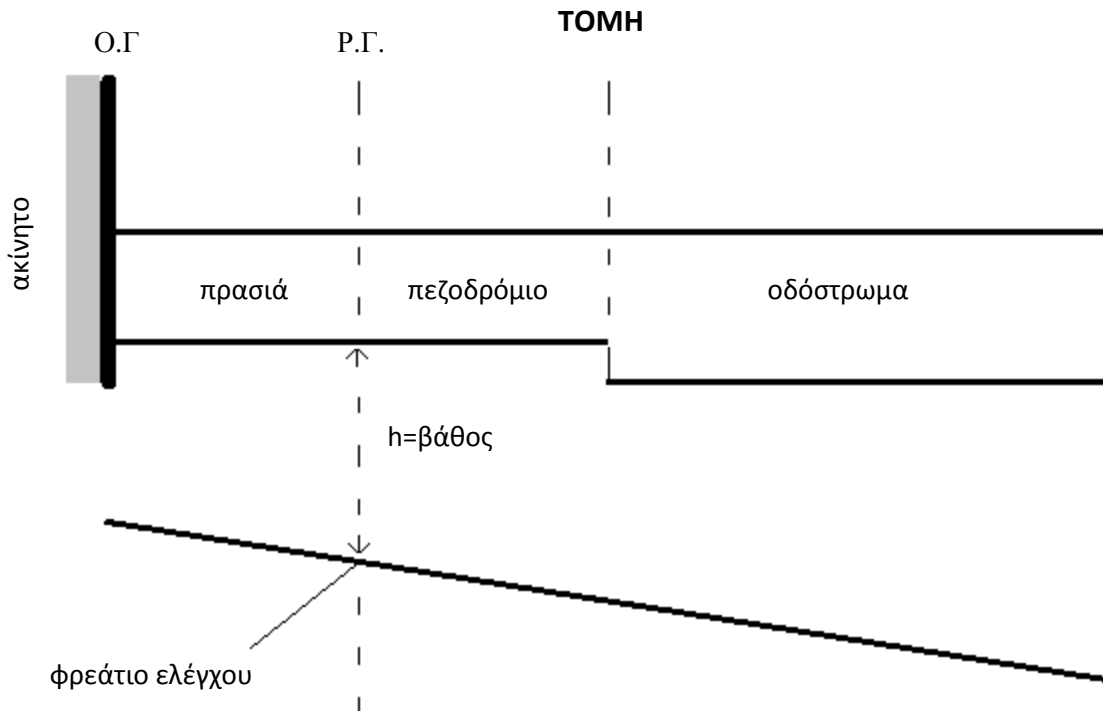 ΤΟΜΗ
Ο.Γ
Ρ.Γ.
ακίνητο
πρασιά
πεζοδρόμιο
οδόστρωμα
h=βάθος
φρεάτιο ελέγχου